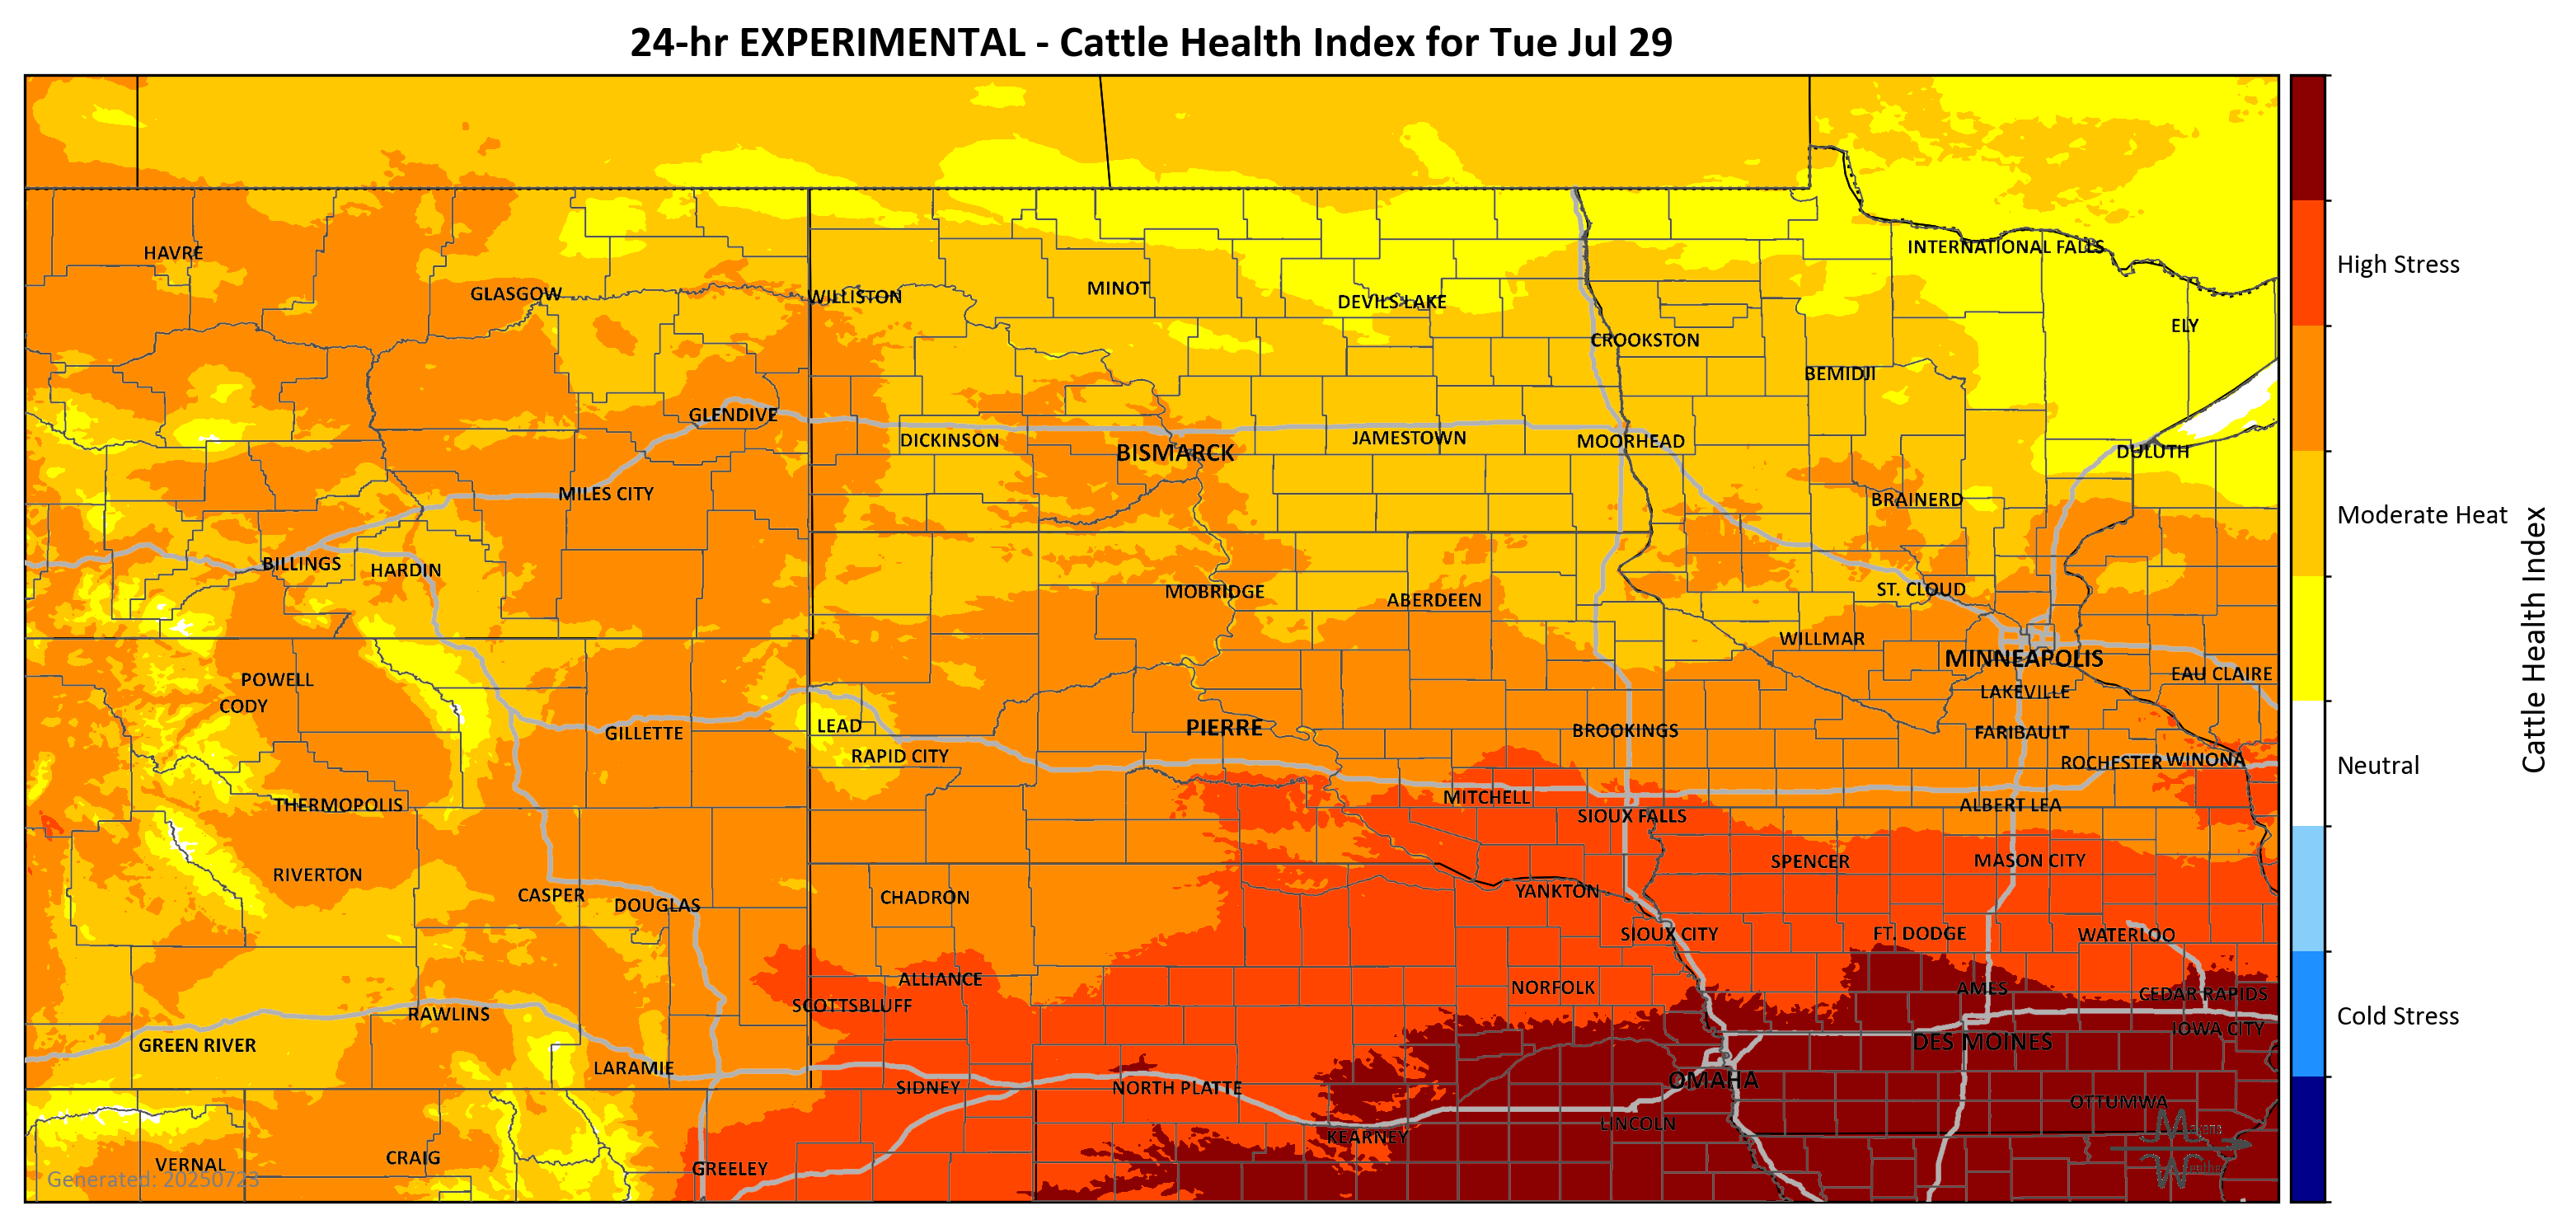 24-hr EXPERIMENTAL - Cattle Health Index for Tue Jul 29
HAVRE
INTERNATIONAL FALLS
GLASGOW
WILLISTON
MINOT
DEVILS LAKE
High Stress
CROOKSTON
ELY
BEMIDJI
GLENDIVE
DICKINSON
BISMARCK
JAMESTOWN
MOORHEAD
DULUTH
MILES CITY
BRAINERD
Moderate Heat
BILLINGS
HARDIN
MOBRIDGE
ABERDEEN
ST. CLOUD
WILLMAR
MINNEAPOLIS
Cattle Health Index
POWELL
CODY
EAU CLAIRE
LAKEVILLE
GILLETTE
LEAD
PIERRE
BROOKINGS
FARIBAULT
RAPID CITY
ROCHESTER
WINONA
Neutral
THERMOPOLIS
MITCHELL
SIOUX FALLS
ALBERT LEA
RIVERTON
SPENCER
MASON CITY
CASPER
DOUGLAS
CHADRON
YANKTON
SIOUX CITY
FT. DODGE
WATERLOO
ALLIANCE
SCOTTSBLUFF
NORFOLK
AMES
CEDAR RAPIDS
RAWLINS
Cold Stress
GREEN RIVER
DES MOINES
IOWA CITY
LARAMIE
SIDNEY
NORTH PLATTE
OMAHA
OTTUMWA
LINCOLN
KEARNEY
VERNAL
CRAIG
GREELEY
Generated: 20250723